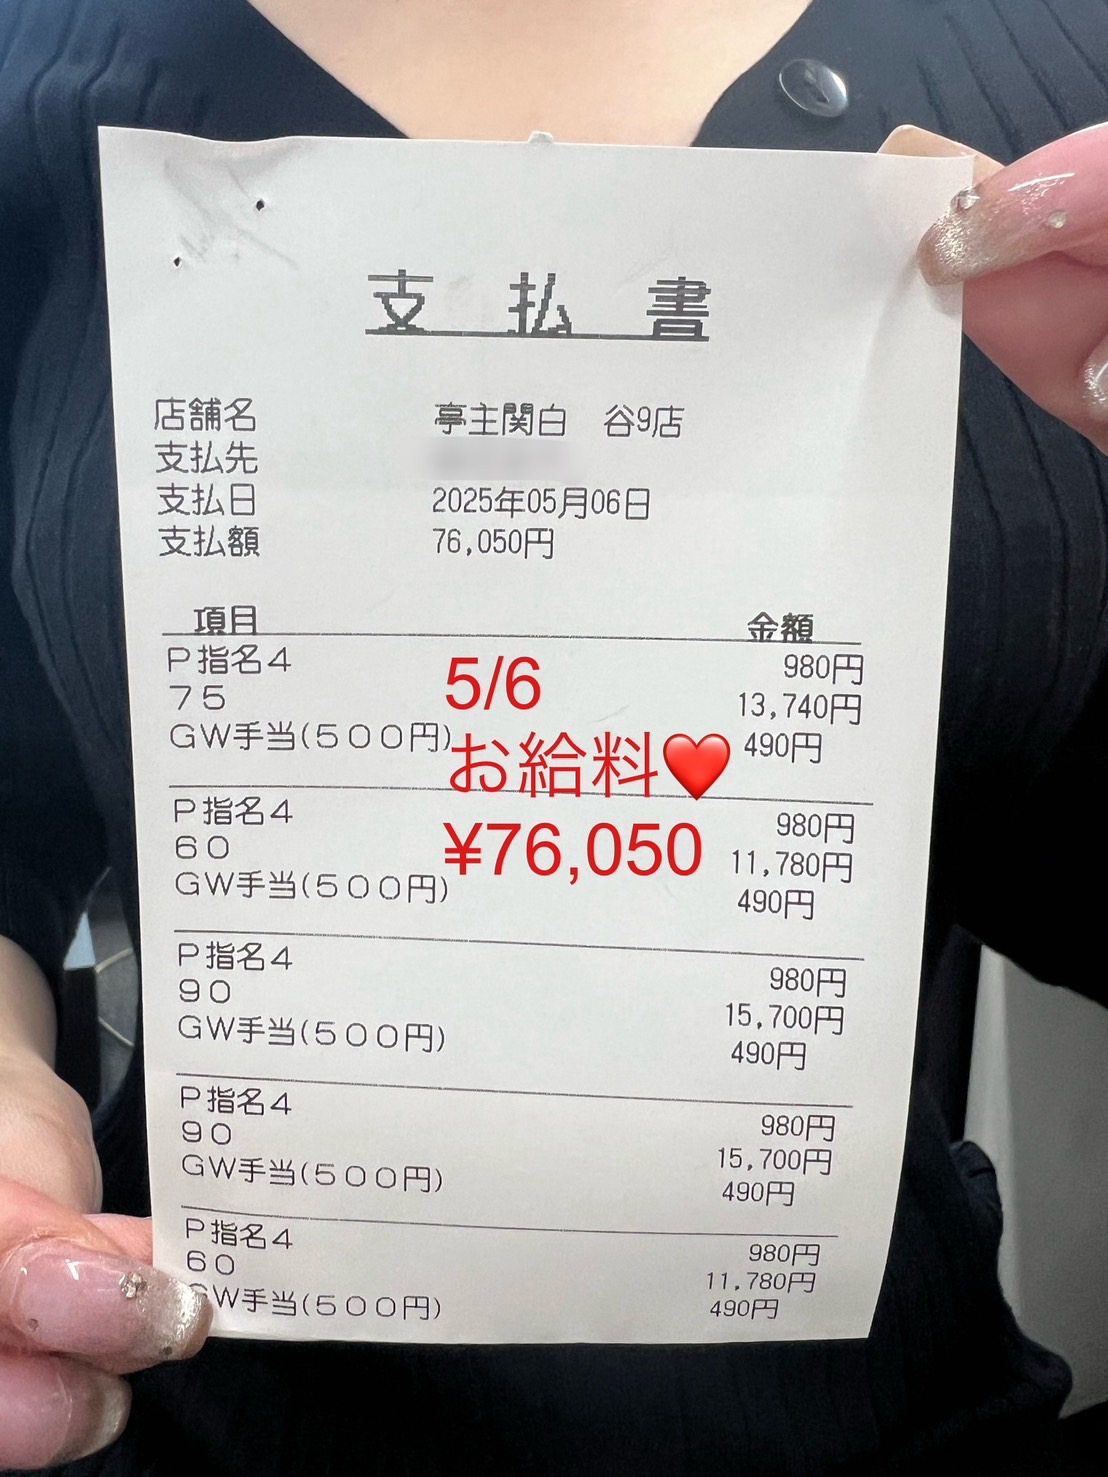 支払書
店舗名 亭主関白 谷9店
支払先
支払日 2025年05月06日
支払額 76,050円
項目 金額
P指名4 980円
75 13,740円
GW手当(500円) 490円
P指名4 980円
60 11,780円
GW手当(500円) 490円
P指名4 980円
90 15,700円
GW手当(500円) 490円
P指名4 980円
90 15,700円
GW手当(500円) 490円
P指名4 980円
60 11,780円
GW手当(500円) 490円
5/6
お給料❤️
¥76,050